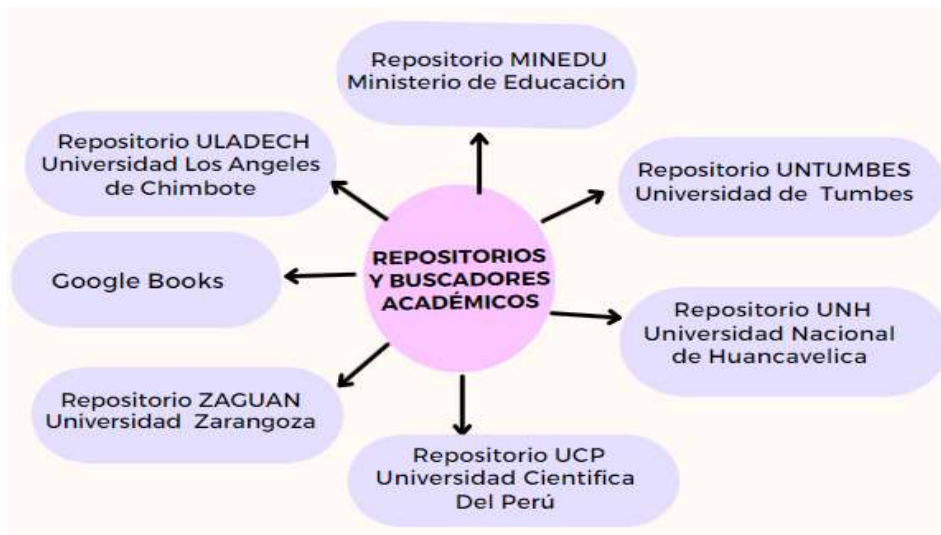 Repositorio MINEDU
Ministerio de Educación
Repositorio ULADECH
Universidad Los Angeles
de Chimbote
Repositorio UNTUMBES
Universidad de Tumbes
REPOSITORIOS
Y BUSCADORES
ACADÉMICOS
Google Books
Repositorio UNH
Universidad Nacional
de Huancavelica
Repositorio ZAGUAN
Universidad Zarangoza
Repositorio UCP
Universidad Cientifica
Del Perú